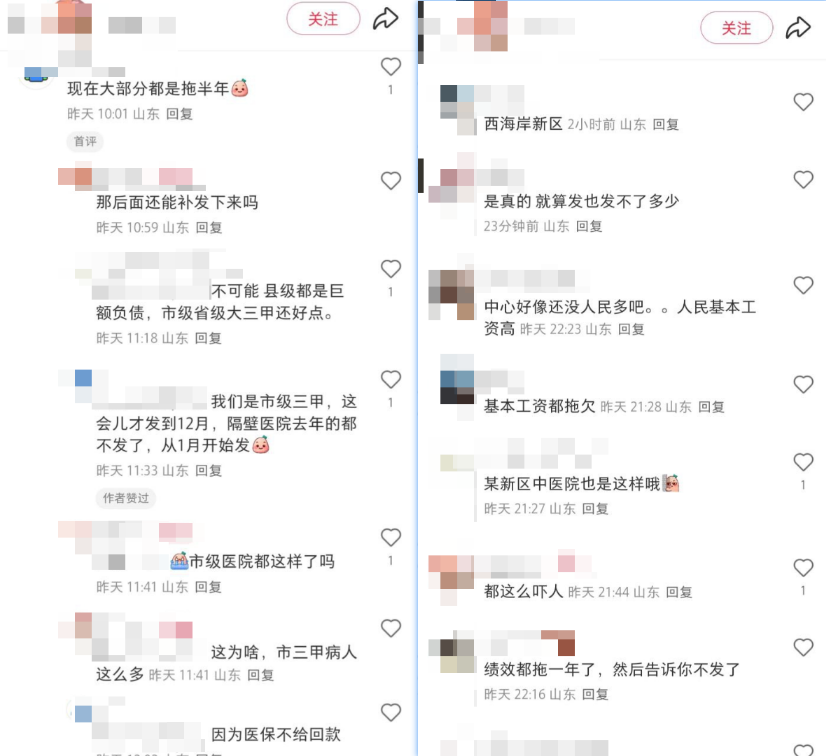 关注
现在大部分都是拖半年
昨天 10:01 山东 回复
1
首评
那后面还能补发下来吗
昨天 10:59 山东 回复
不可能 县级都是巨
额负债，市级省级大三甲还好点。
1
昨天 11:18 山东 回复
我们是市级三甲，这
会儿才发到12月，隔壁医院去年的都
不发了，从1月开始发
1
昨天 11:33 山东 回复
作者赞过
市级医院都这样了吗
1
昨天 11:41 山东 回复
这为啥，市三甲病人
这么多 昨天 11:41 山东 回复
因为医保不给回款
关注
西海岸新区 2小时前 山东 回复
是真的 就算发也发不了多少
23分钟前 山东 回复
中心好像还没人民多吧。。人民基本工
资高 昨天 22:23 山东 回复
基本工资都拖欠 昨天 21:28 山东 回复
某新区中医院也是这样哦
1
昨天 21:27 山东 回复
都这么吓人 昨天 21:44 山东 回复
1
绩效都拖一年了，然后告诉你不发了
昨天 22:16 山东 回复